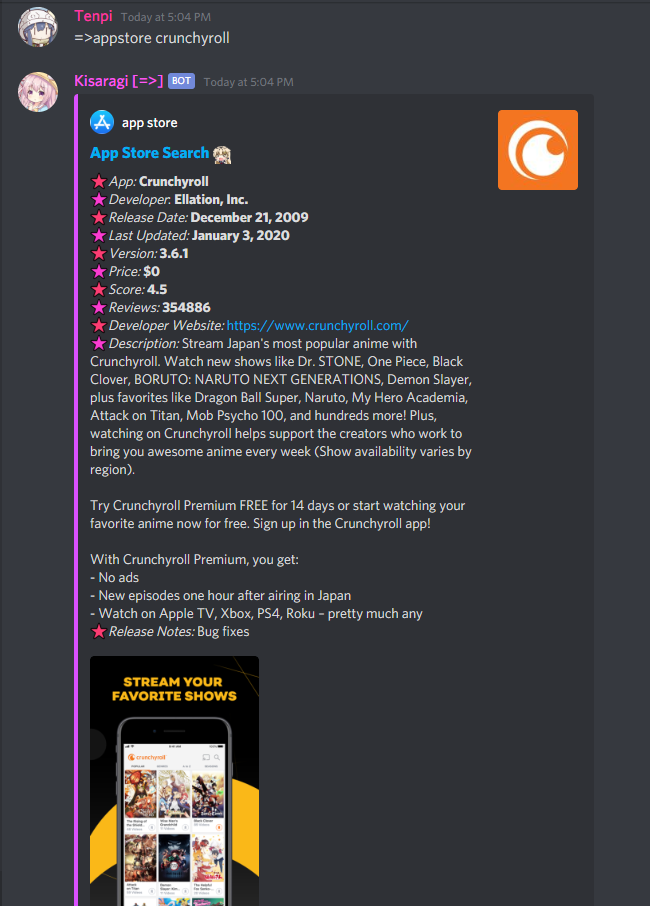 Tenpi Today at 5:04 PM
=>appstore crunchyroll
Kisaragi [=>] BOT Today at 5:04 PM
app store
App Store Search
App: Crunchyroll
Developer: Ellation, Inc.
Release Date: December 21, 2009
Last Updated: January 3, 2020
Version: 3.6.1
Price: $0
Score: 4.5
Reviews: 354886
Developer Website: https://www.crunchyroll.com/
Description: Stream Japan's most popular anime with
Crunchyroll. Watch new shows like Dr. STONE, One Piece, Black
Clover, BORUTO: NARUTO NEXT GENERATIONS, Demon Slayer,
plus favorites like Dragon Ball Super, Naruto, My Hero Academia,
Attack on Titan, Mob Psycho 100, and hundreds more! Plus,
watching on Crunchyroll helps support the creators who work to
bring you awesome anime every week (Show availability varies by
region).
Try Crunchyroll Premium FREE for 14 days or start watching your
favorite anime now for free. Sign up in the Crunchyroll app!
With Crunchyroll Premium, you get:
- No ads
- New episodes one hour after airing in Japan
- Watch on Apple TV, Xbox, PS4, Roku – pretty much any
Release Notes: Bug fixes
STREAM YOUR
FAVORITE SHOWS
crunchyroll